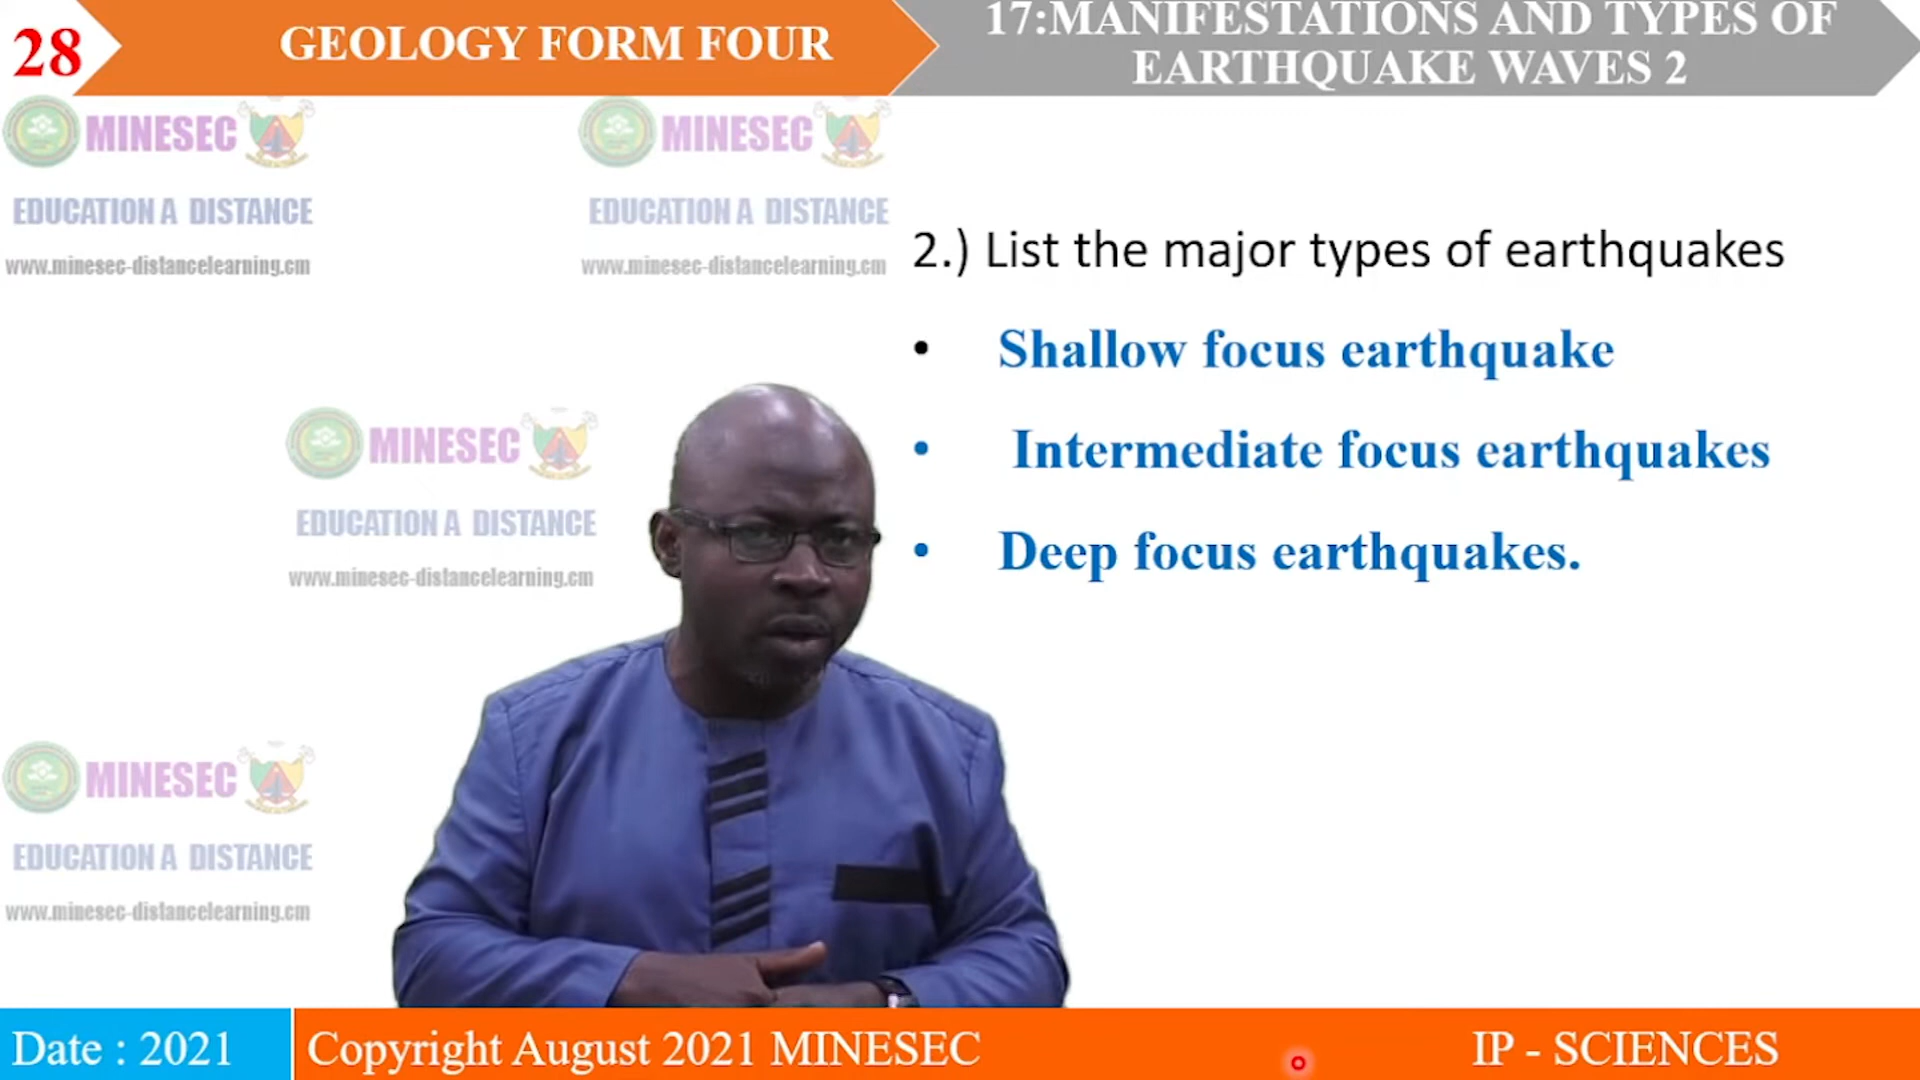 28
GEOLOGY FORM FOUR
17:MANIFESTATIONS AND TYPES OF
EARTHQUAKE WAVES 2
MINESEC
EDUCATION A DISTANCE
www.minesec-distancelearning.cm
MINESEC
EDUCATION A DISTANCE
www.minesec-distancelearning.cm
2.) List the major types of earthquakes
• Shallow focus earthquake
• Intermediate focus earthquakes
• Deep focus earthquakes.
MINESEC
EDUCATION A DISTANCE
www.minesec-distancelearning.cm
MINESEC
EDUCATION A DISTANCE
www.minesec-distancelearning.cm
Date : 2021
Copyright August 2021 MINESEC
IP - SCIENCES